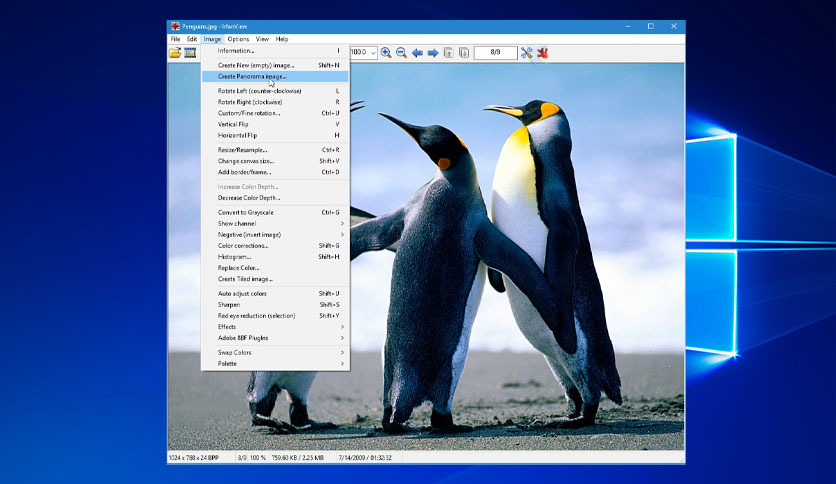 Penguins.jpg - IrfanView
File Edit Image Options View Help
100.0
8/9
Information... I
Create New (empty) image... Shift+N
Create Panorama image...
Rotate Left (counter-clockwise) L
Rotate Right (clockwise) R
Custom/Fine rotation... Ctrl+U
Vertical Flip V
Horizontal Flip H
Resize/Resample... Ctrl+R
Change canvas size... Shift+V
Add border/frame... Ctrl+D
Increase Color Depth...
Decrease Color Depth...
Convert to Grayscale Ctrl+G
Show channel
Negative (invert image)
Color corrections... Shift+G
Histogram... Shift+H
Replace Color...
Create Tiled image...
Auto adjust colors Shift+U
Sharpen Shift+S
Red eye reduction (selection) Shift+Y
Effects
Adobe 8BF PlugIns
Swap Colors
Palette
1024 x 768 x 24 BPP 8/9 100 % 759.60 KB / 2.25 MB 7/14/2009 / 01:32:32